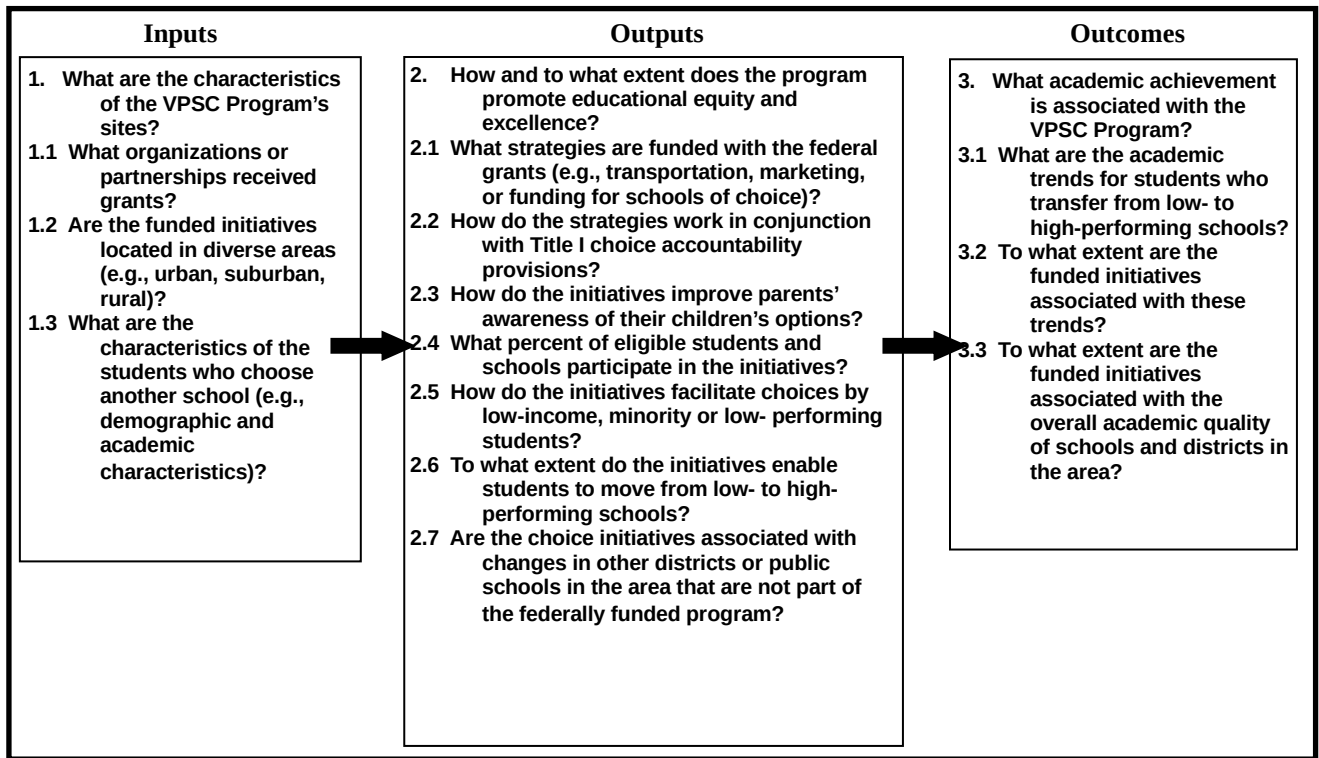 Inputs
1. What are the characteristics
of the VPSC Program's
sites?
1.1 What organizations or
partnerships received
grants?
1.2 Are the funded initiatives
located in diverse areas
(e.g., urban, suburban,
rural)?
1.3 What are the
characteristics of the
students who choose
another school (e.g.,
demographic and
academic
characteristics)?
Outputs
2. How and to what extent does the program
promote educational equity and
excellence?
2.1 What strategies are funded with the federal
grants (e.g., transportation, marketing,
or funding for schools of choice)?
2.2 How do the strategies work in conjunction
with Title I choice accountability
provisions?
2.3 How do the initiatives improve parents'
awareness of their children's options?
2.4 What percent of eligible students and
schools participate in the initiatives?
2.5 How do the initiatives facilitate choices by
low-income, minority or low- performing
students?
2.6 To what extent do the initiatives enable
students to move from low- to high-
performing schools?
2.7 Are the choice initiatives associated with
changes in other districts or public
schools in the area that are not part of
the federally funded program?
Outcomes
3. What academic achievement
is associated with the
VPSC Program?
3.1 What are the academic
trends for students who
transfer from low- to
high-performing schools?
3.2 To what extent are the
funded initiatives
associated with these
trends?
3.3 To what extent are the
funded initiatives
associated with the
overall academic quality
of schools and districts in
the area?